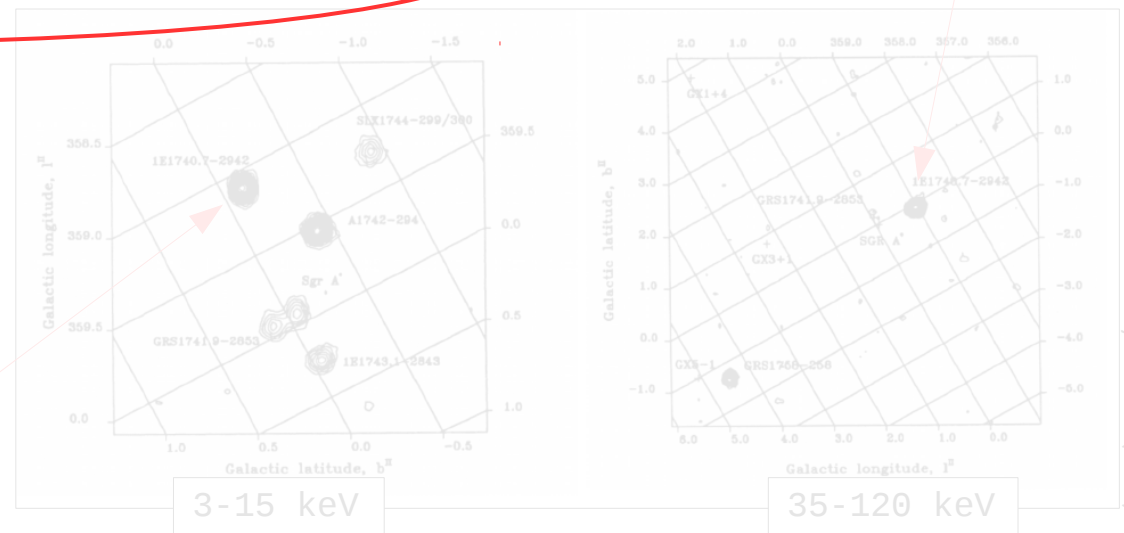 0.0 -0.5 -1.0 -1.5
SLX1744-299/300
358.5
359.5
1E1740.7-2942
A1742-294
359.0
0.0
Sgr A*
359.5
0.5
GRS1741.9-2853
1E1743.1-2843
0.0
1.0
1.0 0.5 0.0 -0.5
Galactic longitude, lᴵᴵ
Galactic latitude, bᴵᴵ
3-15 keV
2.0 1.0 0.0 359.0 358.0 357.0 356.0
5.0
1.0
GX1+4
4.0
0.0
3.0
-1.0
1E1740.7-2942
GRS1741.9-2853
2.0
-2.0
SGR A*
GX3+1
1.0
-3.0
0.0
-4.0
GX5-1
GRS1758-258
-1.0
-5.0
6.0 5.0 4.0 3.0 2.0 1.0 0.0
Galactic latitude, bᴵᴵ
Galactic longitude, lᴵᴵ
35-120 keV